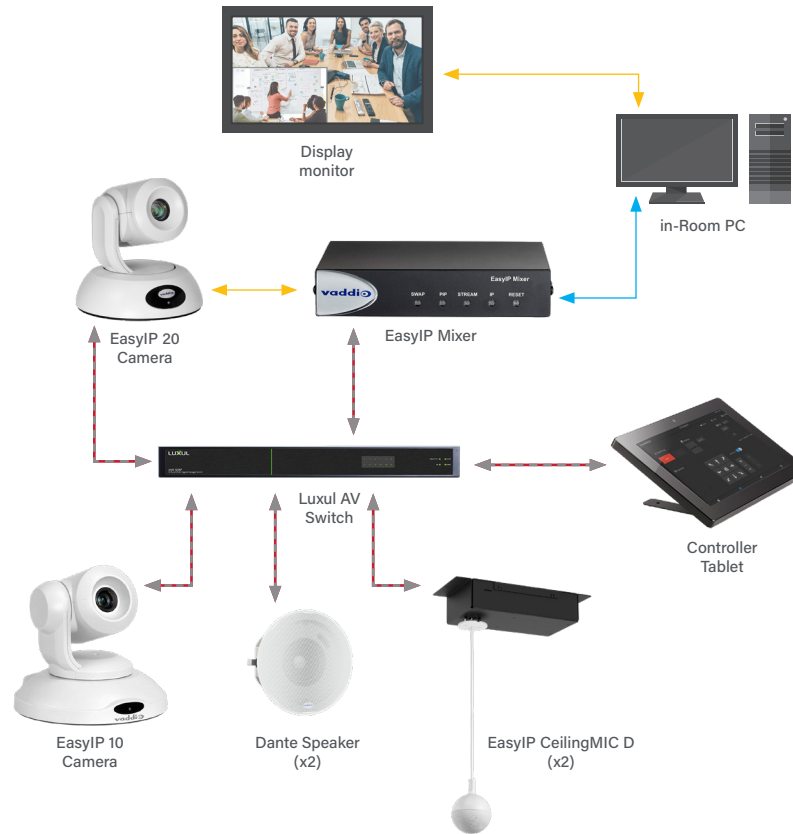 Display
monitor
in-Room PC
vaddio
EasyIP Mixer
SWAP PIP STREAM IP RESET
EasyIP 20
Camera
EasyIP Mixer
LUXUL
Luxul AV
Switch
Controller
Tablet
vaddio
EasyIP 10
Camera
Dante Speaker
(x2)
EasyIP CeilingMIC D
(x2)